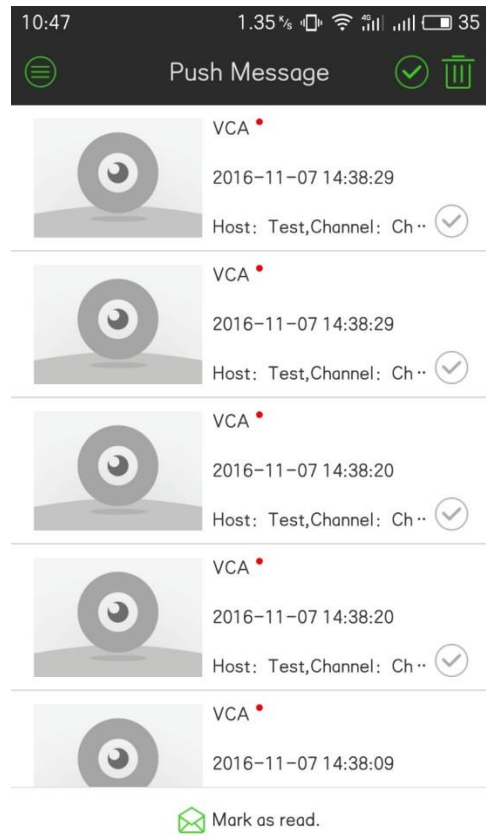 10:47 1.35 K/s 4G 35
Push Message
VCA
2016-11-07 14:38:29
Host: Test,Channel: Ch··
VCA
2016-11-07 14:38:29
Host: Test,Channel: Ch··
VCA
2016-11-07 14:38:20
Host: Test,Channel: Ch··
VCA
2016-11-07 14:38:20
Host: Test,Channel: Ch··
VCA
2016-11-07 14:38:09
Mark as read.